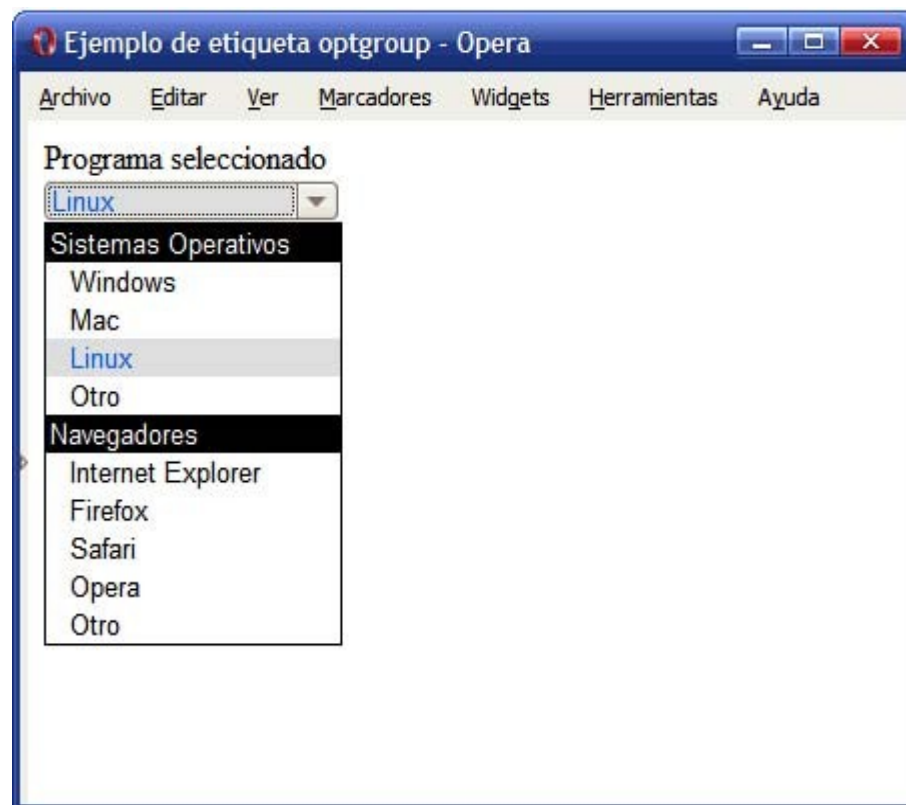 Ejemplo de etiqueta optgroup - Opera
Archivo Editar Ver Marcadores Widgets Herramientas Ayuda
Programa seleccionado
Linux
Sistemas Operativos
Windows
Mac
Linux
Otro
Navegadores
Internet Explorer
Firefox
Safari
Opera
Otro